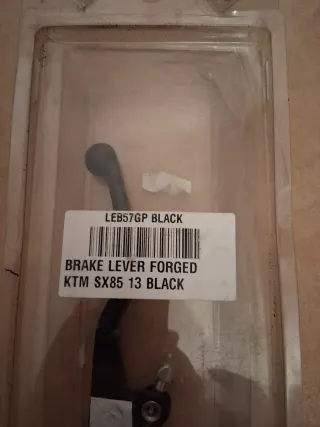 LEB57GP BLACK
BRAKE LEVER FORGED
KTM SX85 13 BLACK